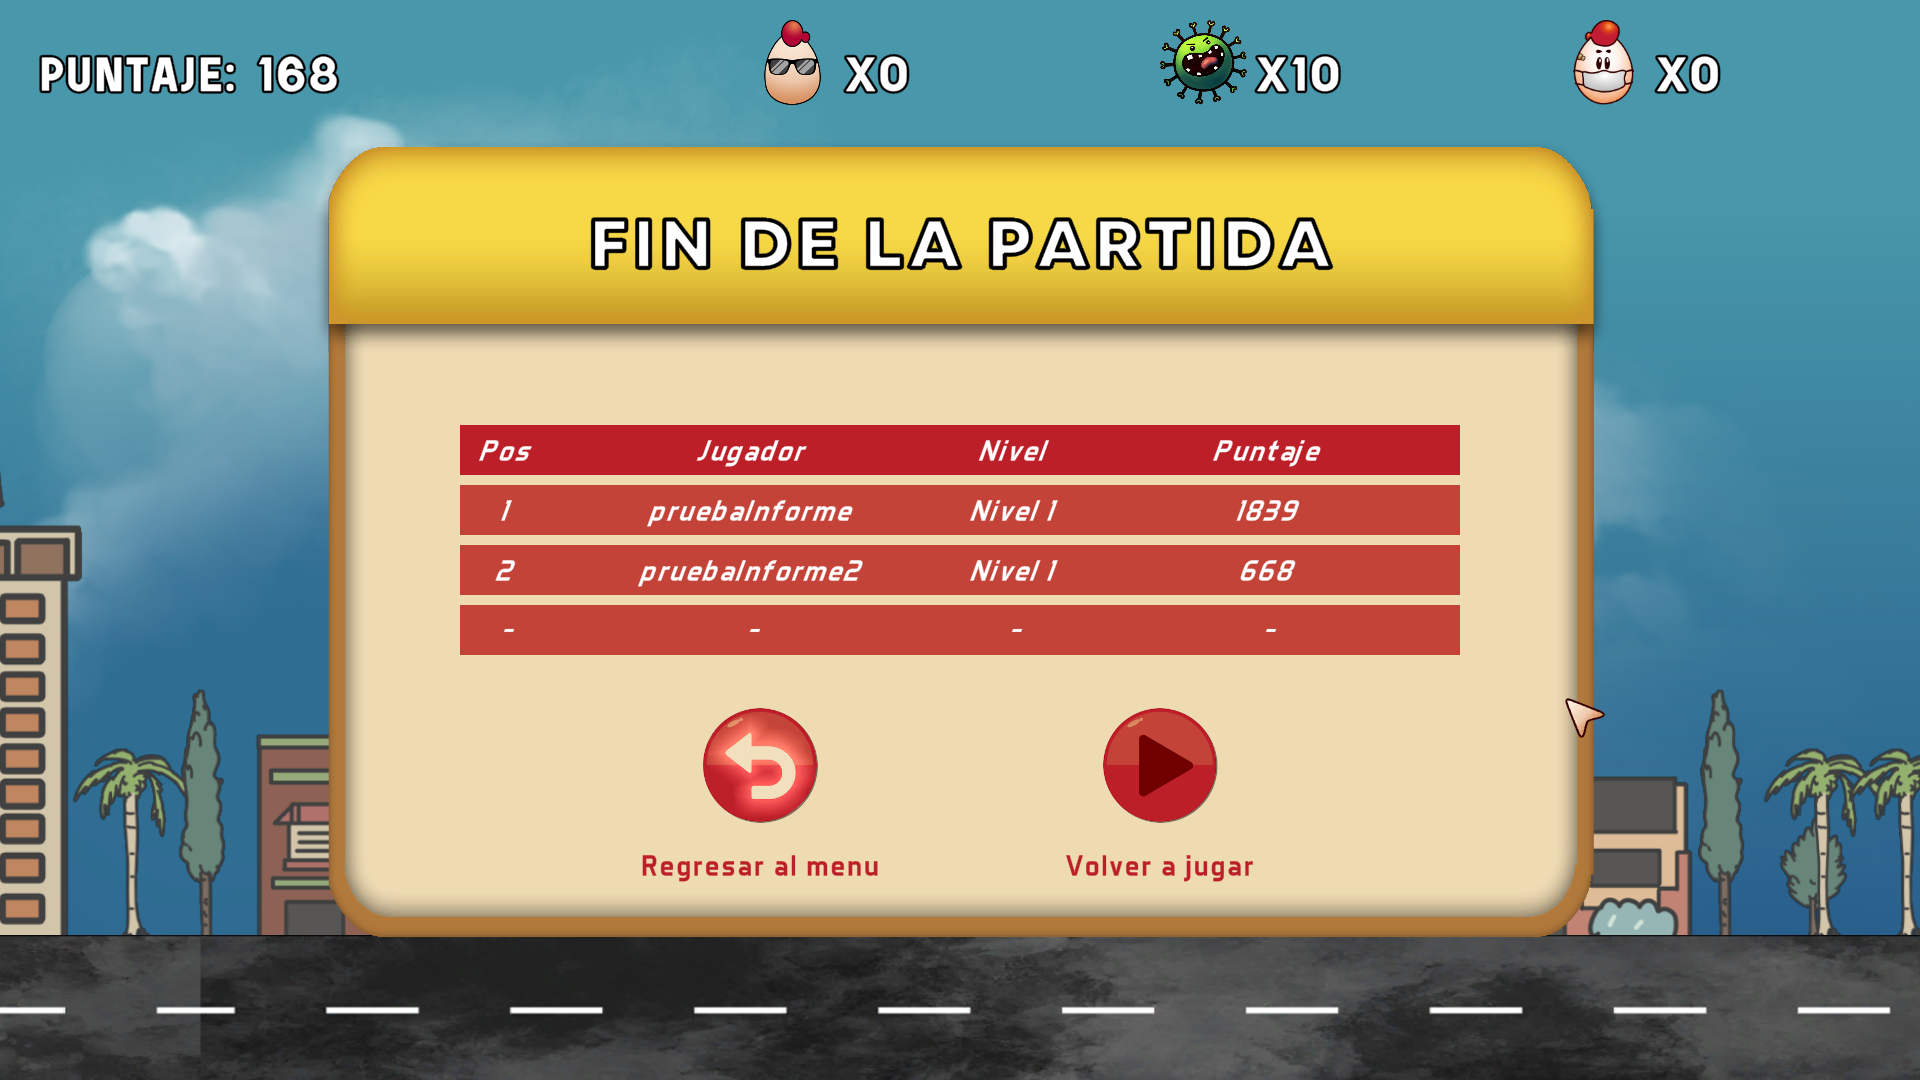 PUNTAJE: 168 X0 X10 X0
FIN DE LA PARTIDA
Pos Jugador Nivel Puntaje
1 pruebaInforme Nivel 1 1839
2 pruebaInforme2 Nivel 1 668
- - - -
Regresar al menu Volver a jugar